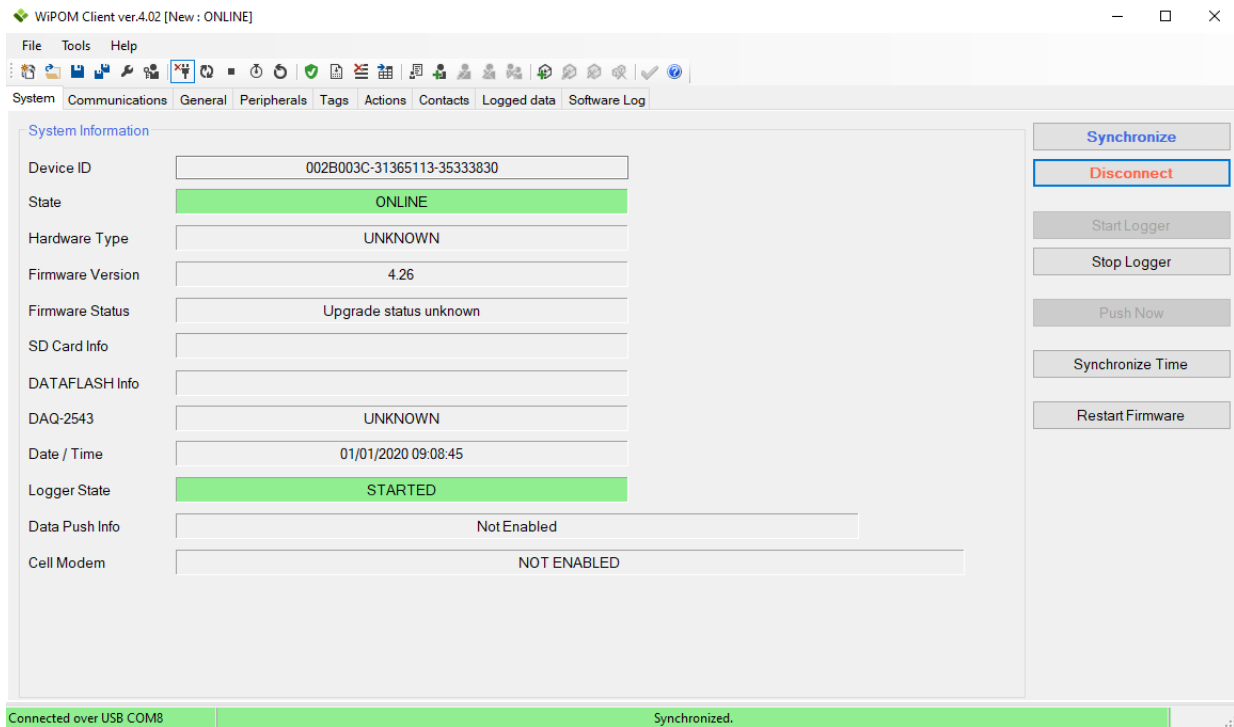 WiPOM Client ver.4.02 [New : ONLINE]
File Tools Help
System Communications General Peripherals Tags Actions Contacts Logged data Software Log
System Information
Device ID 002B003C-31365113-35333830
State ONLINE
Hardware Type UNKNOWN
Firmware Version 4.26
Firmware Status Upgrade status unknown
SD Card Info
DATAFLASH Info
DAQ-2543 UNKNOWN
Date / Time 01/01/2020 09:08:45
Logger State STARTED
Data Push Info Not Enabled
Cell Modem NOT ENABLED
Synchronize
Disconnect
Start Logger
Stop Logger
Push Now
Synchronize Time
Restart Firmware
Connected over USB COM8 Synchronized.